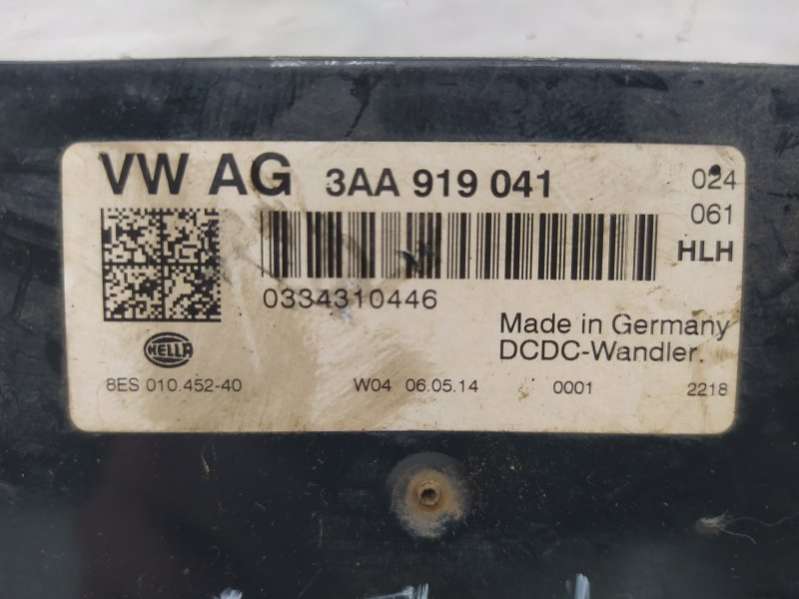 VW AG 3AA 919 041 024
061
HLH
0334310446
Made in Germany
DCDC-Wandler.
HELLA
8ES 010.452-40 W04 06.05.14 0001 2218